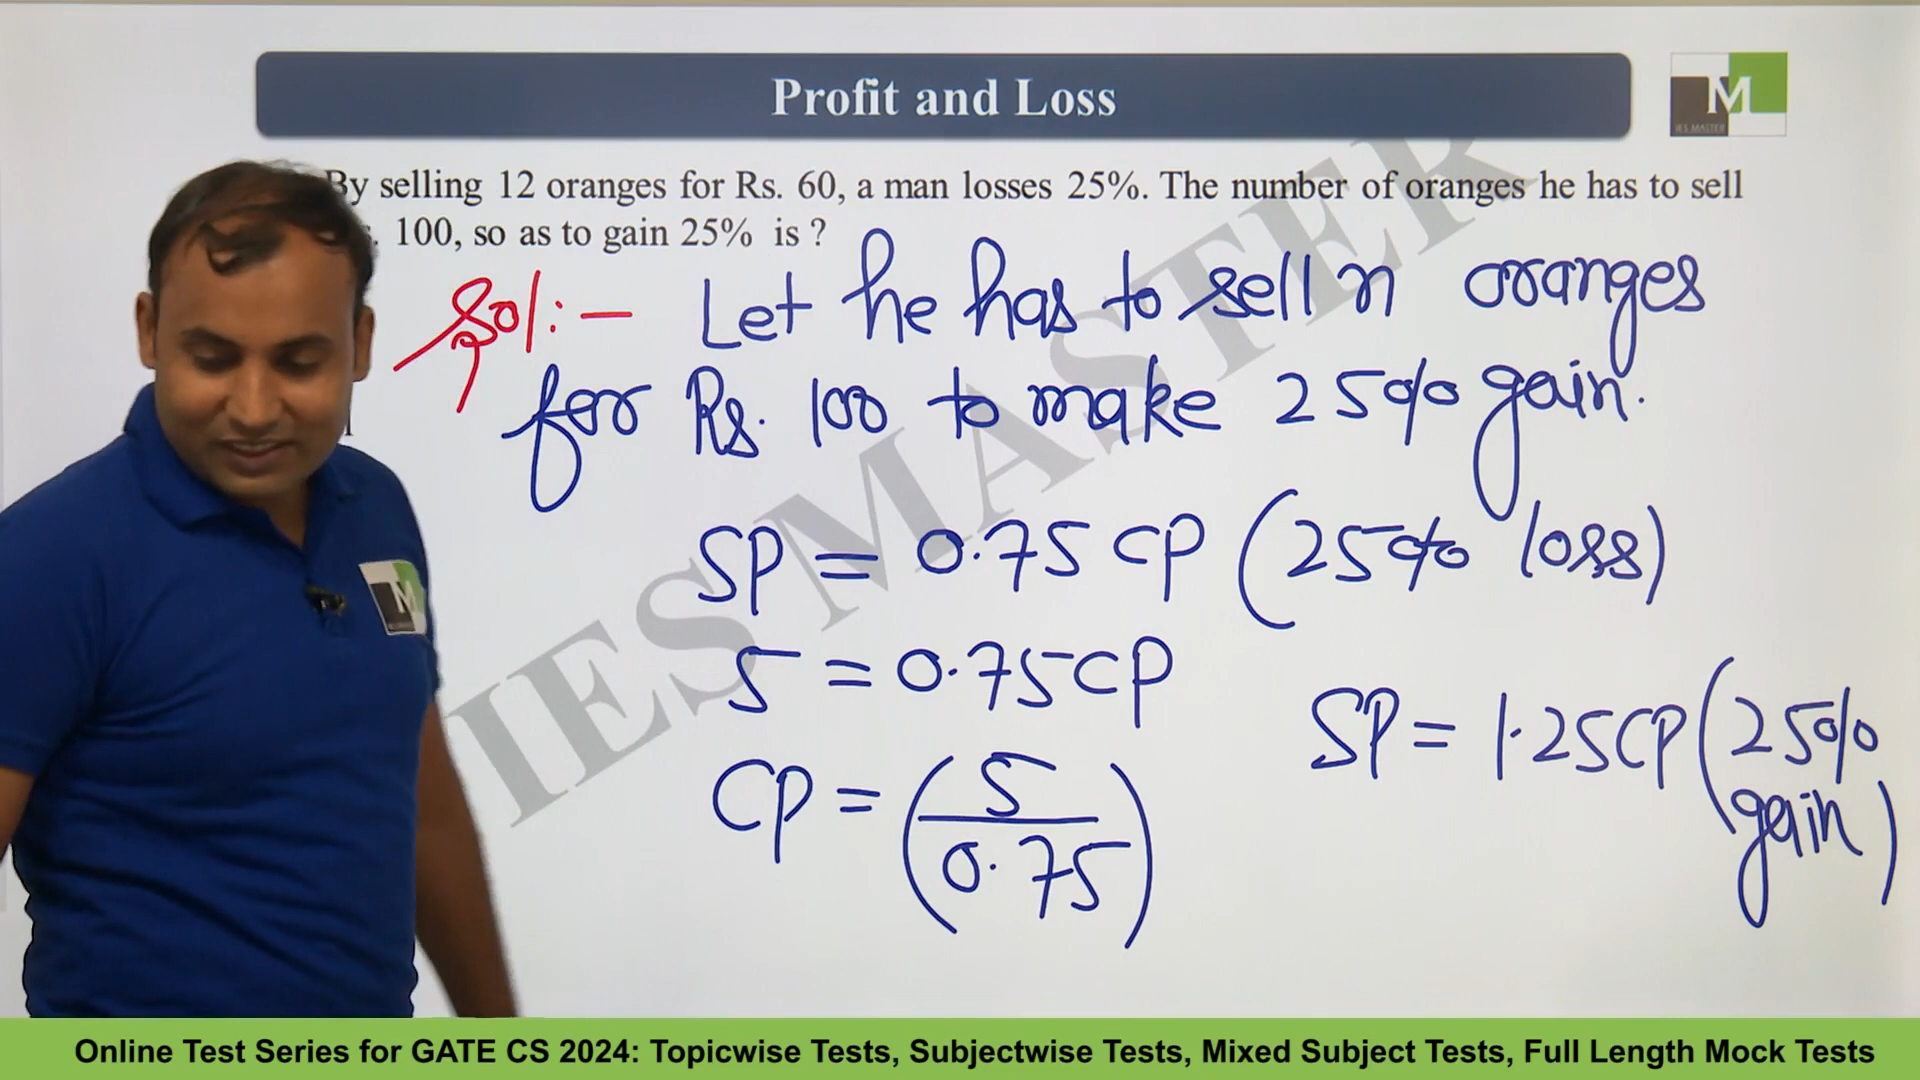 Profit and Loss
M
IES MASTER
By selling 12 oranges for Rs. 60, a man losses 25%. The number of oranges he has to sell
. 100, so as to gain 25% is ?
Sol:- Let he has to sell n oranges
for Rs. 100 to make 25% gain.
SP = 0.75 CP (25% loss)
5 = 0.75CP
SP = 1.25CP (25% gain)
CP = (5/0.75)
IES MASTER
M
Online Test Series for GATE CS 2024: Topicwise Tests, Subjectwise Tests, Mixed Subject Tests, Full Length Mock Tests